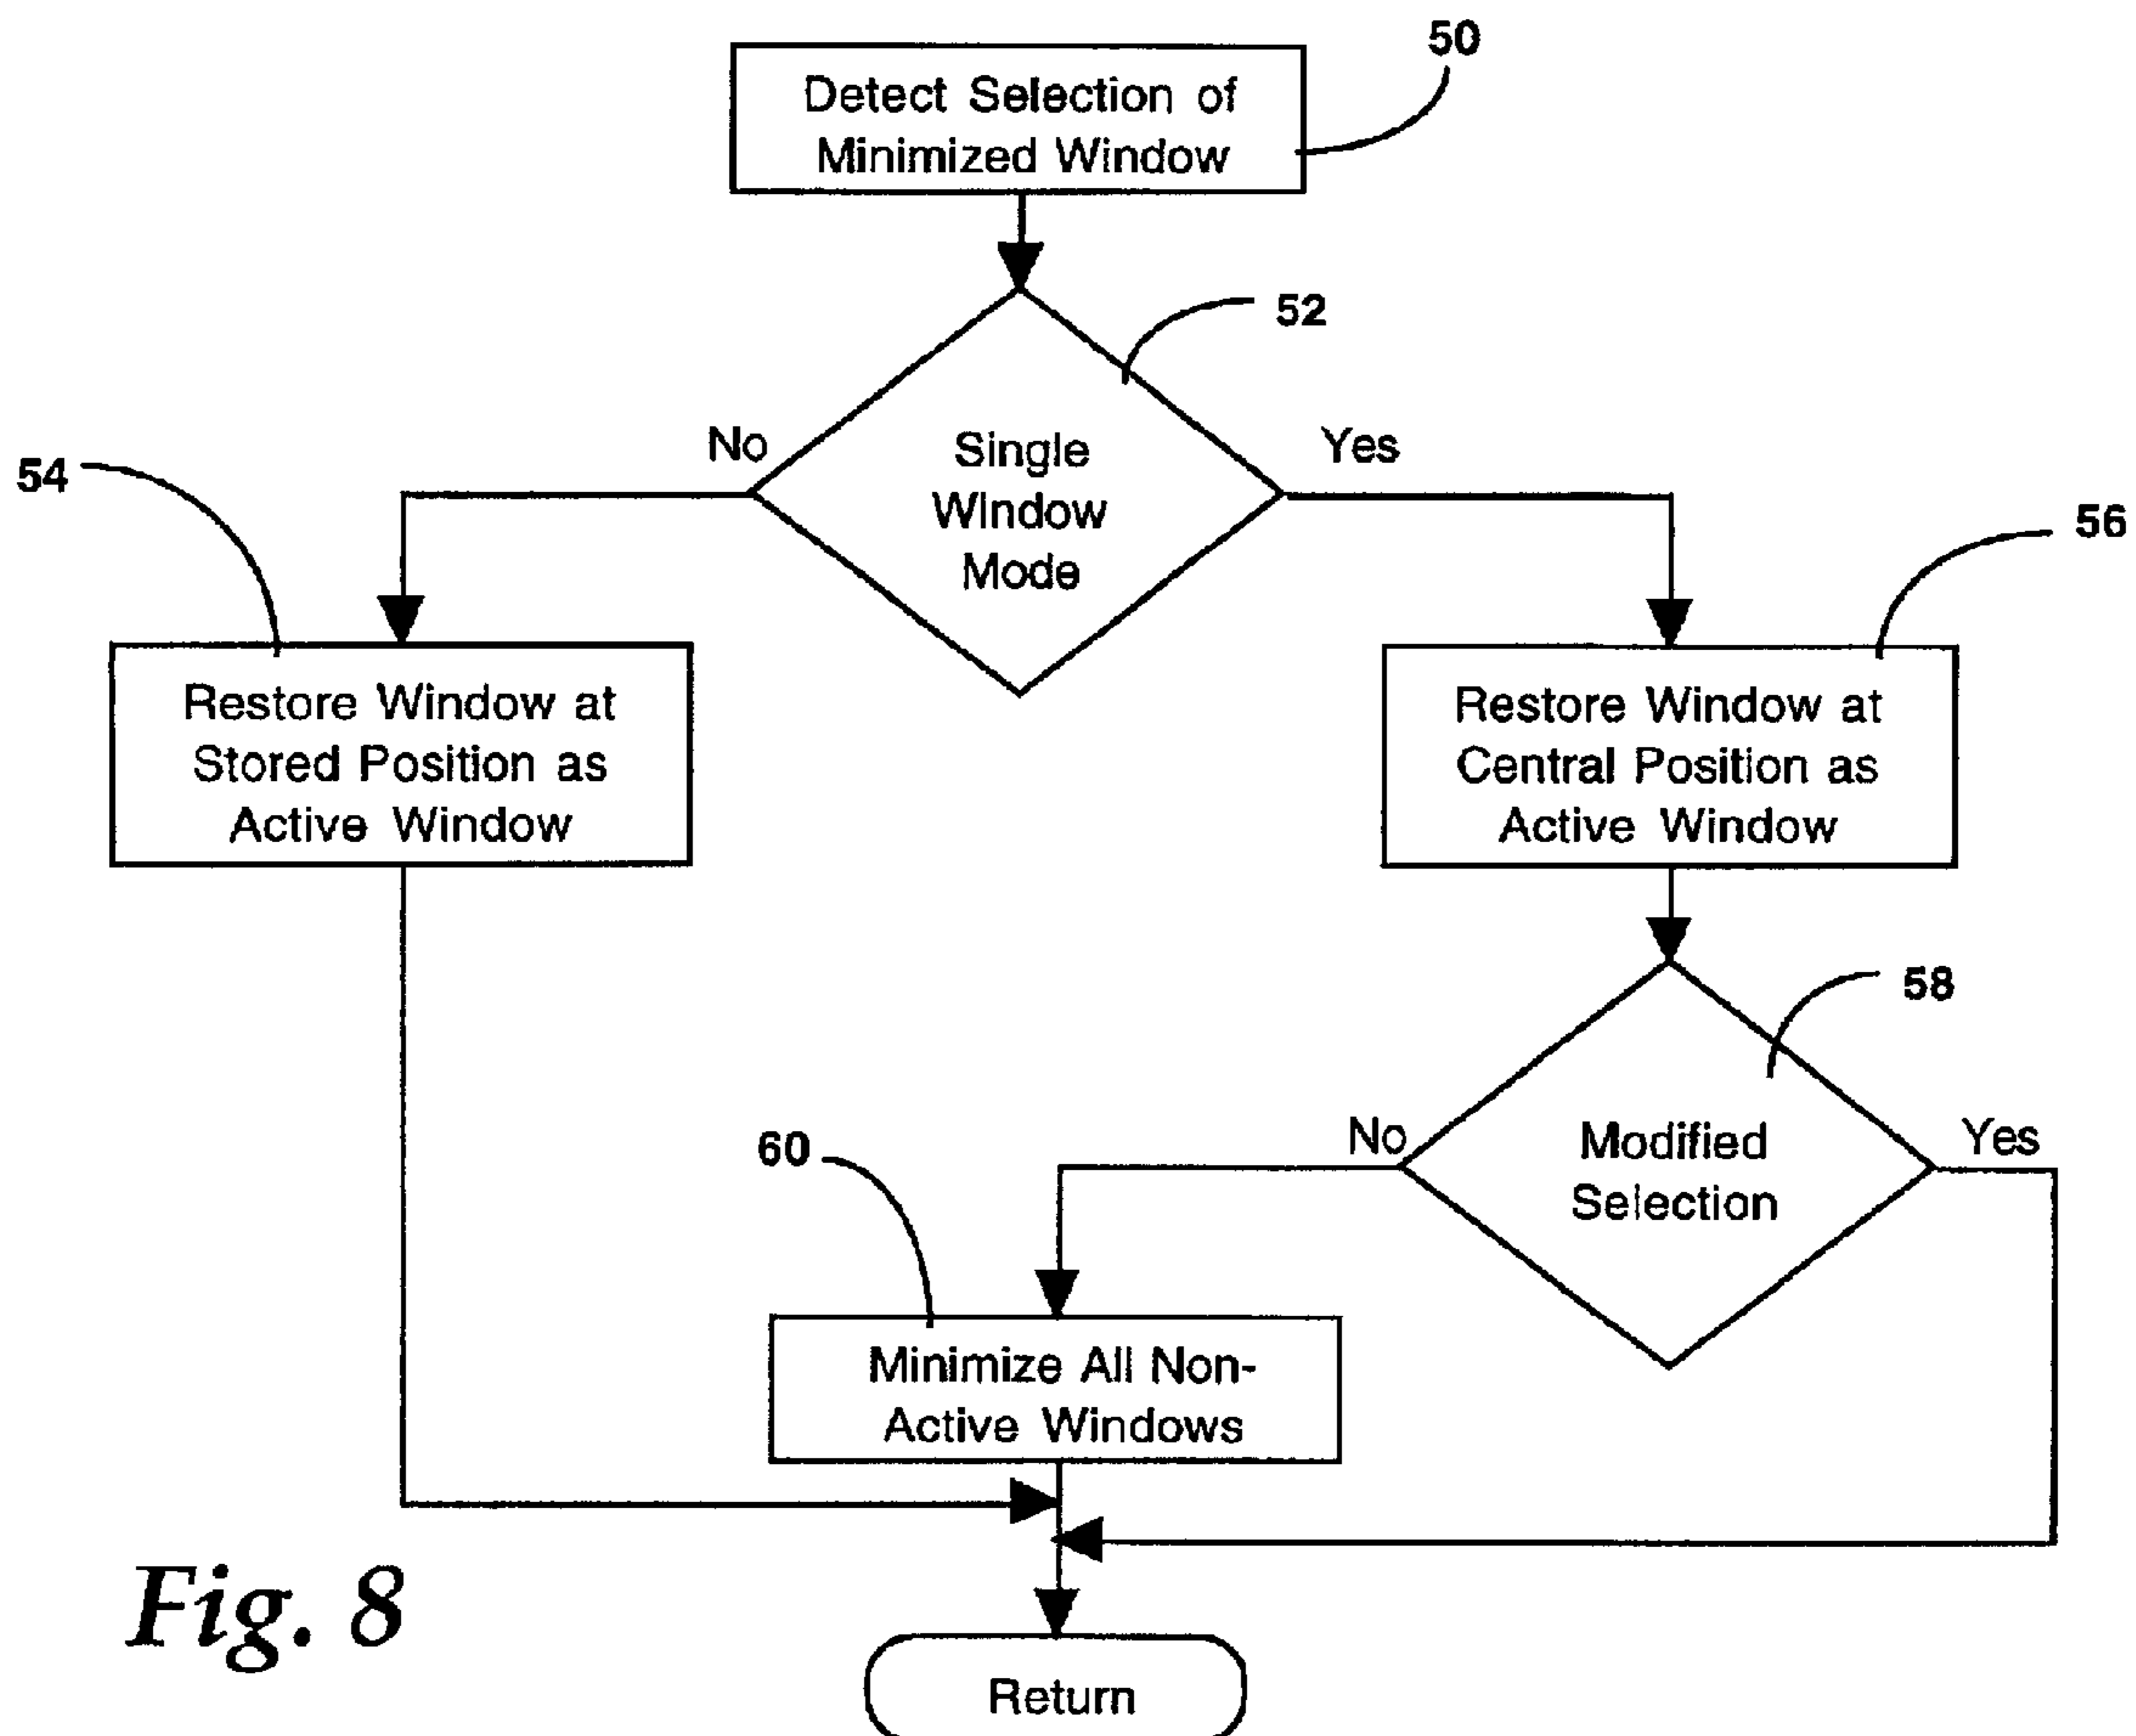 50
Detect Selection of
Minimized Window
52
No
Single
Window
Mode
Yes
54
56
Restore Window at
Stored Position as
Active Window
Restore Window at
Central Position as
Active Window
58
60
No
Modified
Selection
Yes
Minimize All Non-
Active Windows
Fig. 8
Return